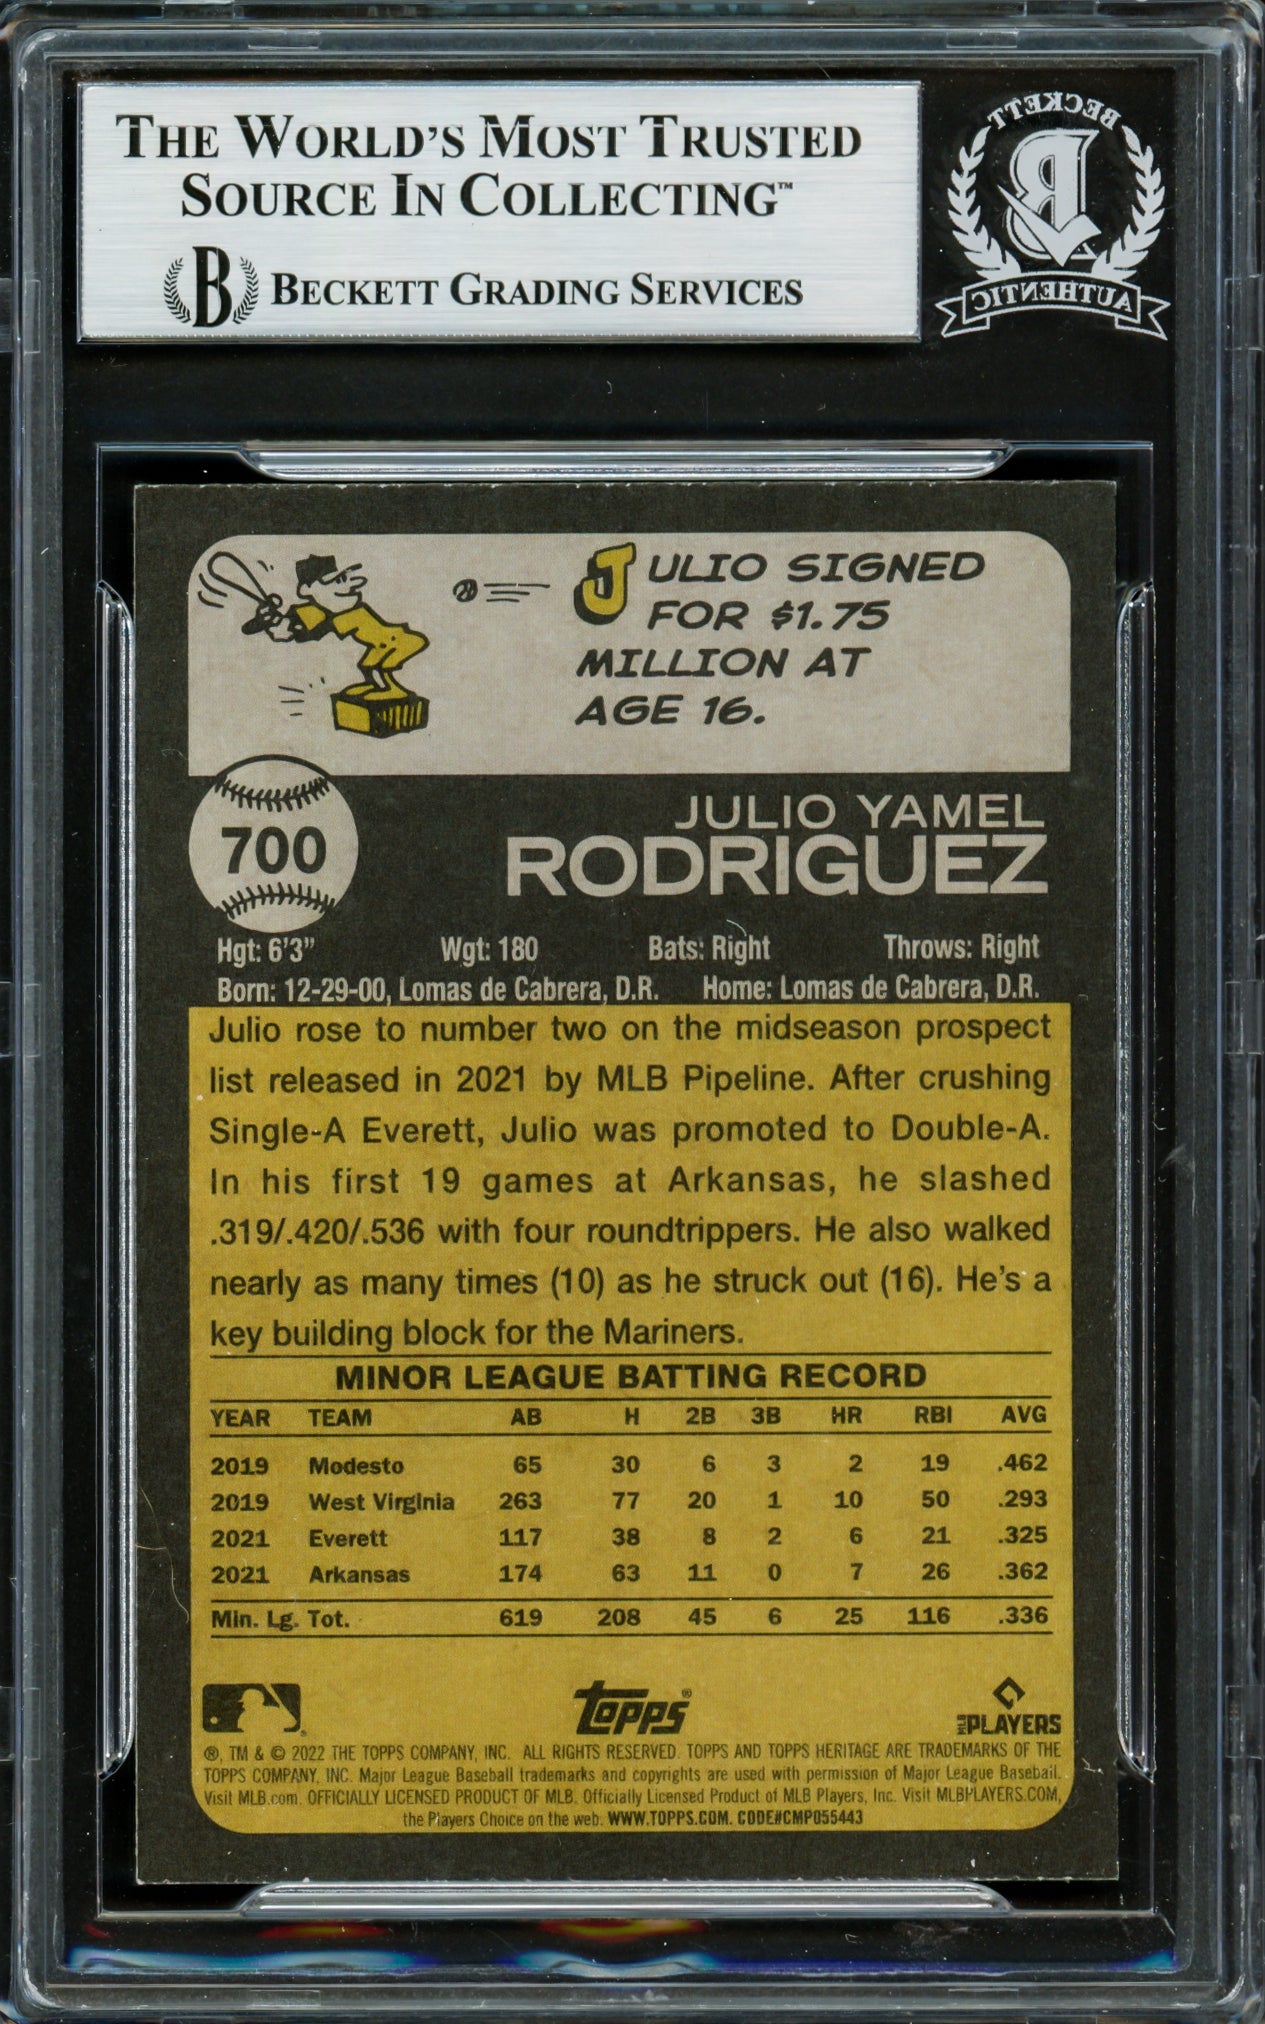 THE WORLD'S MOST TRUSTED
SOURCE IN COLLECTING™
B BECKETT GRADING SERVICES
BECKETT
B
AUTHENTIC
JULIO SIGNED
FOR $1.75
MILLION AT
AGE 16.
700
JULIO YAMEL
RODRIGUEZ
Hgt: 6'3" Wgt: 180 Bats: Right Throws: Right
Born: 12-29-00, Lomas de Cabrera, D.R. Home: Lomas de Cabrera, D.R.
Julio rose to number two on the midseason prospect
list released in 2021 by MLB Pipeline. After crushing
Single-A Everett, Julio was promoted to Double-A.
In his first 19 games at Arkansas, he slashed
.319/.420/.536 with four roundtrippers. He also walked
nearly as many times (10) as he struck out (16). He's a
key building block for the Mariners.
MINOR LEAGUE BATTING RECORD
YEAR TEAM AB H 2B 3B HR RBI AVG
2019 Modesto 65 30 6 3 2 19 .462
2019 West Virginia 263 77 20 1 10 50 .293
2021 Everett 117 38 8 2 6 21 .325
2021 Arkansas 174 63 11 0 7 26 .362
Min. Lg. Tot. 619 208 45 6 25 116 .336
Topps®
MLB PLAYERS
®, TM & © 2022 THE TOPPS COMPANY, INC. ALL RIGHTS RESERVED. TOPPS AND TOPPS HERITAGE ARE TRADEMARKS OF THE
TOPPS COMPANY, INC. Major League Baseball trademarks and copyrights are used with permission of Major League Baseball.
Visit MLB.com. OFFICIALLY LICENSED PRODUCT OF MLB. Officially Licensed Product of MLB Players, Inc. Visit MLBPLAYERS.COM,
the Players Choice on the web. WWW.TOPPS.COM. CODE#CMP055443